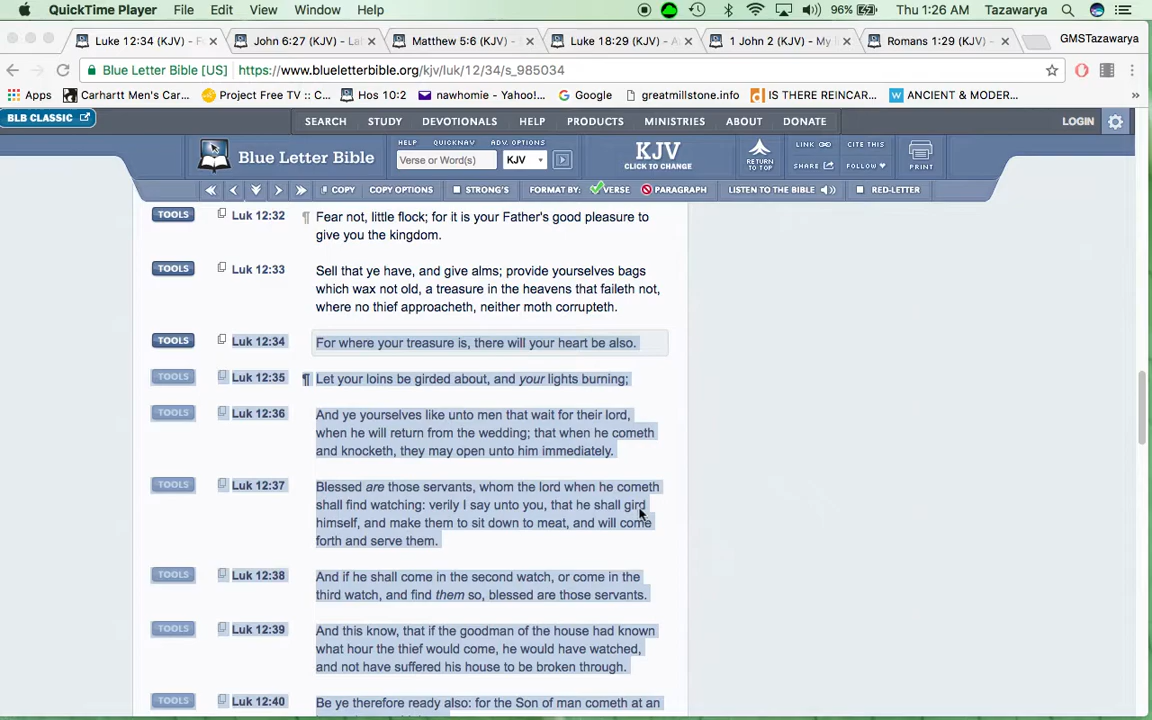 QuickTime Player File Edit View Window Help 96% Thu 1:26 AM Tazawarya
Luke 12:34 (KJV) - F John 6:27 (KJV) - La Matthew 5:6 (KJV) - Luke 18:29 (KJV) - A 1 John 2 (KJV) - My l Romans 1:29 (KJV) - GMSTazawarya
Blue Letter Bible [US] https://www.blueletterbible.org/kjv/luk/12/34/s_985034
Apps Carhartt Men's Car... Project Free TV :: C... Hos 10:2 nawhomie - Yahoo!... Google greatmillstone.info IS THERE REINCAR... ANCIENT & MODER... »
BLB CLASSIC SEARCH STUDY DEVOTIONALS HELP PRODUCTS MINISTRIES ABOUT DONATE LOGIN
HELP QUICKNAV ADV. OPTIONS
Blue Letter Bible Verse or Word(s) KJV KJV CLICK TO CHANGE RETURN TO TOP LINK CITE THIS SHARE FOLLOW PRINT
COPY COPY OPTIONS STRONG'S FORMAT BY: VERSE PARAGRAPH LISTEN TO THE BIBLE RED-LETTER
TOOLS Luk 12:32 ¶ Fear not, little flock; for it is your Father's good pleasure to
give you the kingdom.
TOOLS Luk 12:33 Sell that ye have, and give alms; provide yourselves bags
which wax not old, a treasure in the heavens that faileth not,
where no thief approacheth, neither moth corrupteth.
TOOLS Luk 12:34 For where your treasure is, there will your heart be also.
TOOLS Luk 12:35 ¶ Let your loins be girded about, and your lights burning;
TOOLS Luk 12:36 And ye yourselves like unto men that wait for their lord,
when he will return from the wedding; that when he cometh
and knocketh, they may open unto him immediately.
TOOLS Luk 12:37 Blessed are those servants, whom the lord when he cometh
shall find watching: verily I say unto you, that he shall gird
himself, and make them to sit down to meat, and will come
forth and serve them.
TOOLS Luk 12:38 And if he shall come in the second watch, or come in the
third watch, and find them so, blessed are those servants.
TOOLS Luk 12:39 And this know, that if the goodman of the house had known
what hour the thief would come, he would have watched,
and not have suffered his house to be broken through.
TOOLS Luk 12:40 Be ye therefore ready also: for the Son of man cometh at an